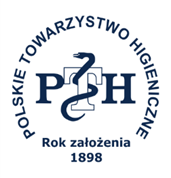 POLSKIE TOWARZYSTWO HIGIENICZNE
PTH
Rok założenia
1898